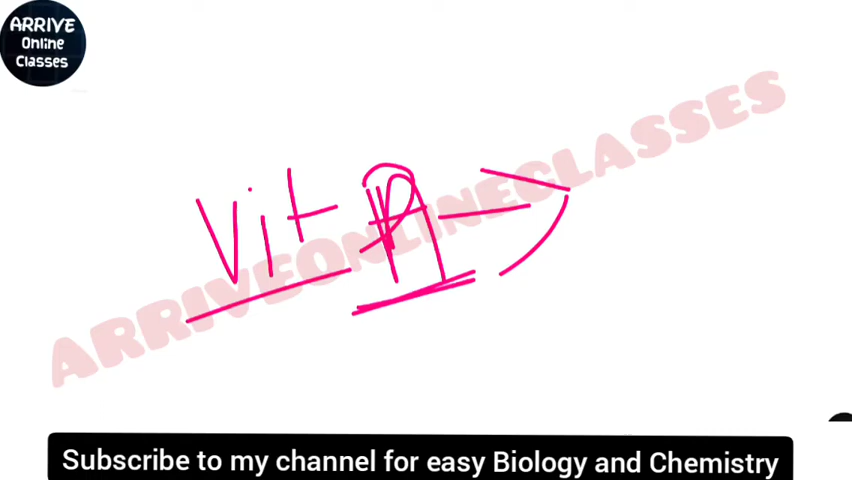 ARRIVE
Online
Classes
ARRIVEONLINECLASSES
Vit A
Subscribe to my channel for easy Biology and Chemistry